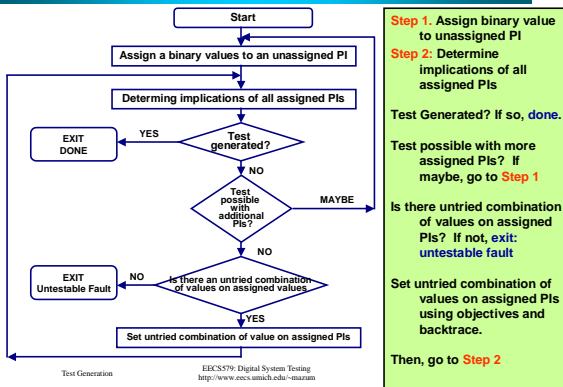 Start
Assign a binary values to an unassigned PI
Determing implications of all assigned PIs
Test
generated?
YES
EXIT
DONE
NO
Test
possible
with
additional
PIs?
MAYBE
NO
Is there an untried combination
of values on assigned values
NO
EXIT
Untestable Fault
YES
Set untried combination of value on assigned PIs
Test Generation
EECS579: Digital System Testing
http://www.eecs.umich.edu/~mazum
Step 1. Assign binary value
to unassigned PI
Step 2: Determine
implications of all
assigned PIs
Test Generated? If so, done.
Test possible with more
assigned PIs? If
maybe, go to Step 1
Is there untried combination
of values on assigned
PIs? If not, exit:
untestable fault
Set untried combination of
values on assigned PIs
using objectives and
backtrace.
Then, go to Step 2